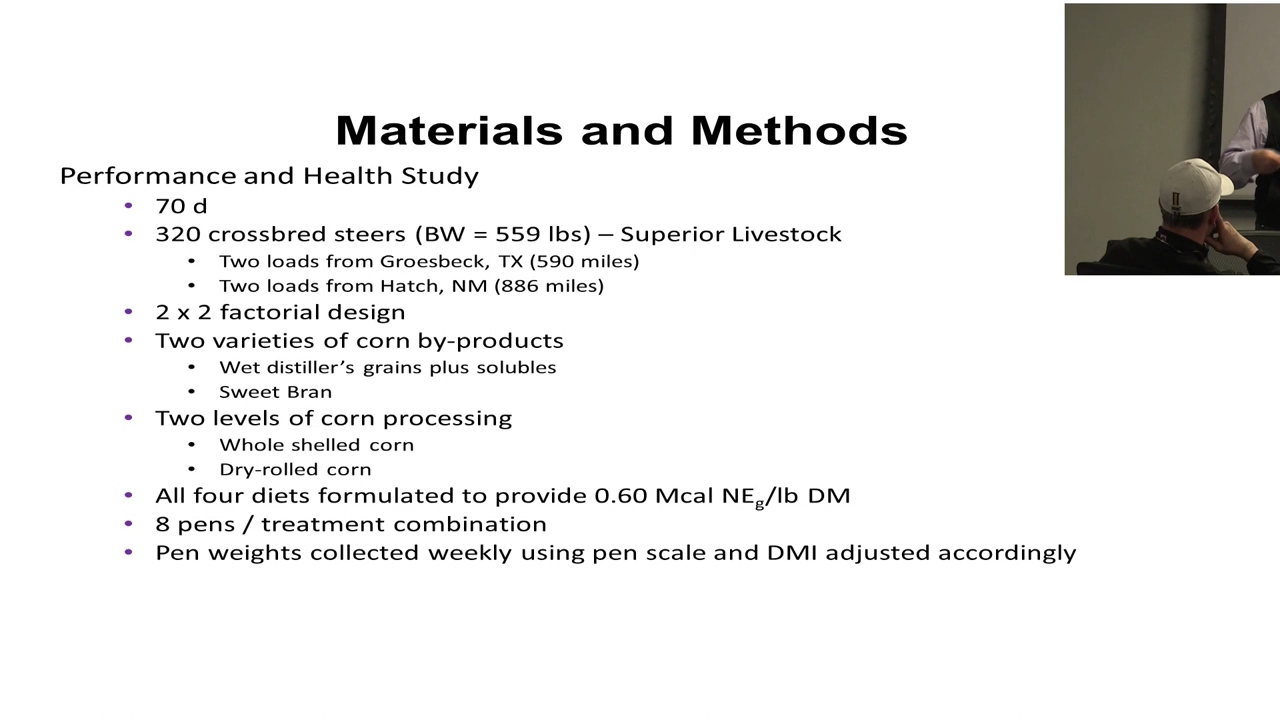 Materials and Methods
Performance and Health Study
• 70 d
• 320 crossbred steers (BW = 559 lbs) – Superior Livestock
• Two loads from Groesbeck, TX (590 miles)
• Two loads from Hatch, NM (886 miles)
• 2 x 2 factorial design
• Two varieties of corn by-products
• Wet distiller’s grains plus solubles
• Sweet Bran
• Two levels of corn processing
• Whole shelled corn
• Dry-rolled corn
• All four diets formulated to provide 0.60 Mcal NEg/lb DM
• 8 pens / treatment combination
• Pen weights collected weekly using pen scale and DMI adjusted accordingly